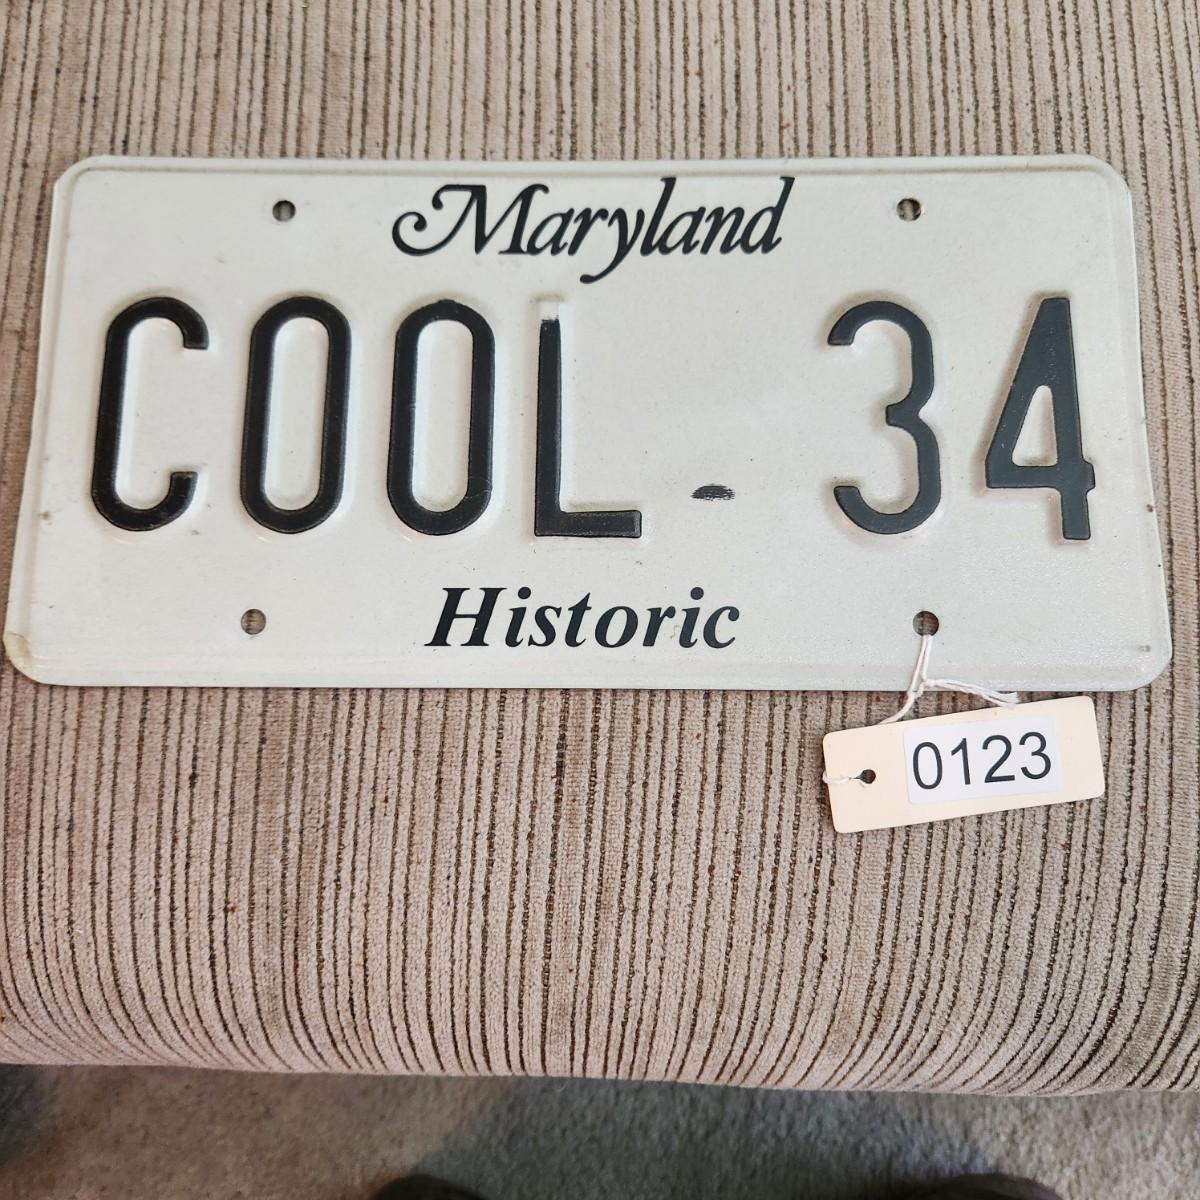 Maryland
COOL 34
Historic
0123